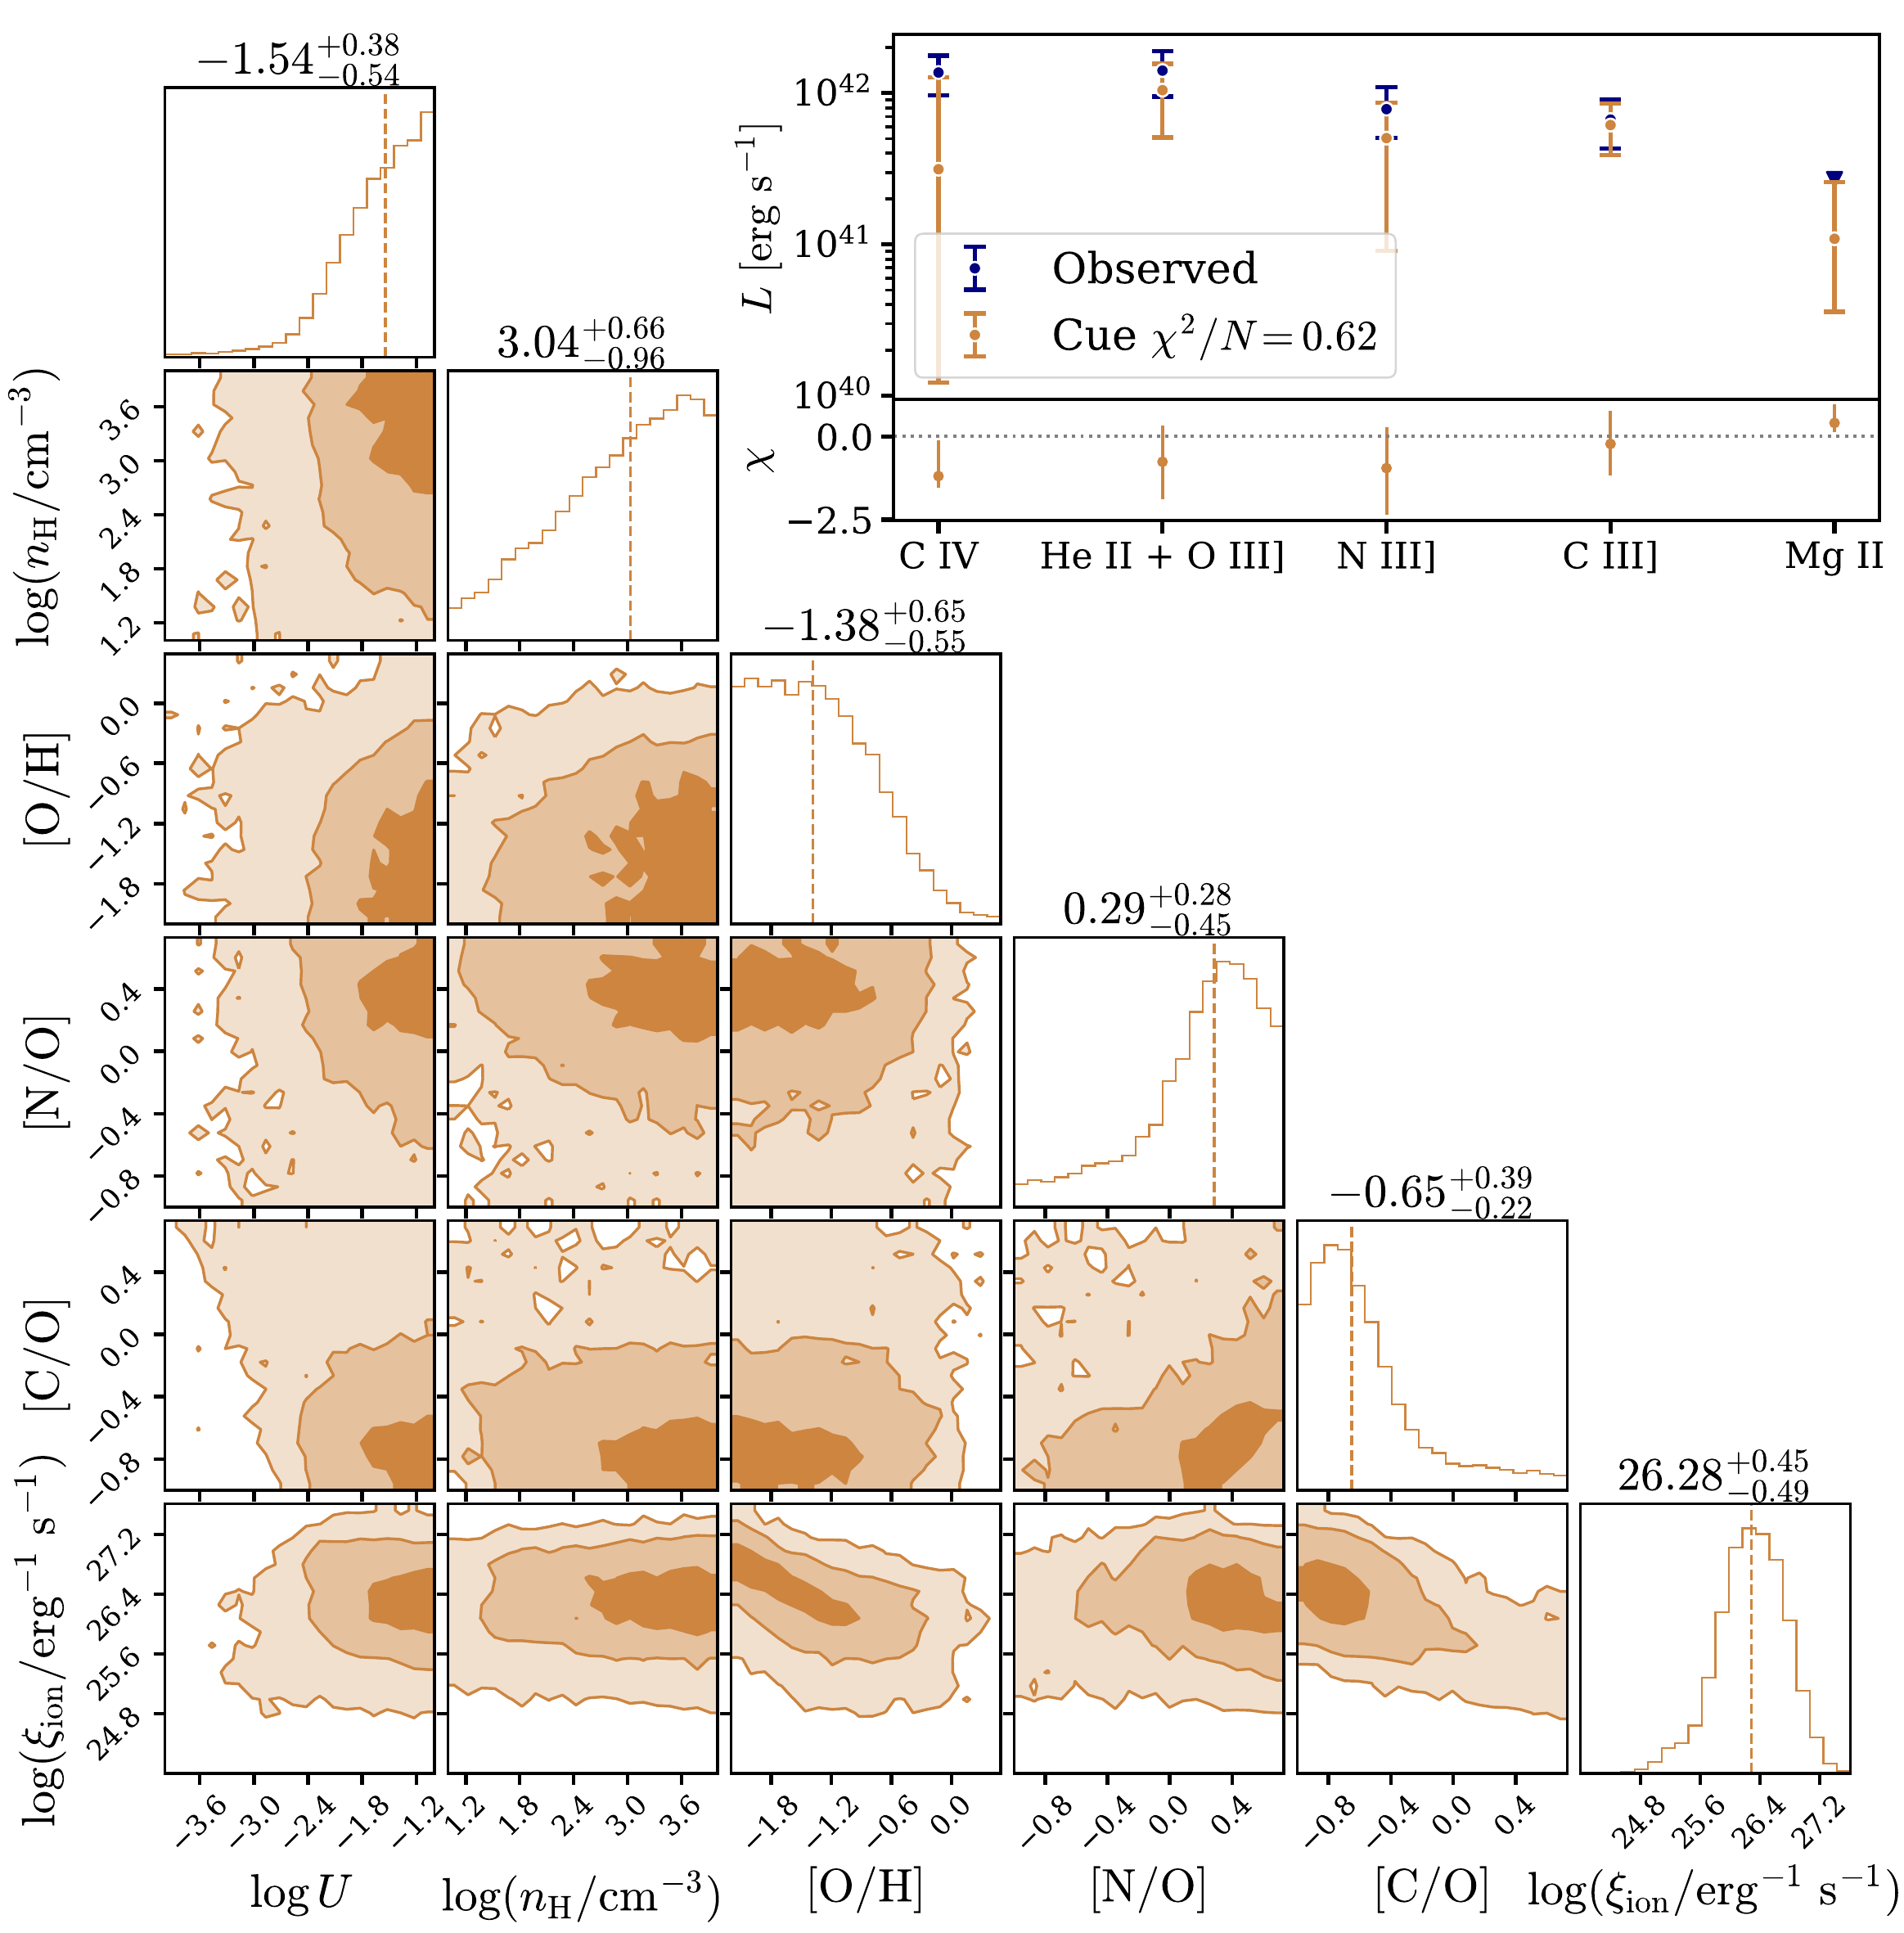 −1.54 +0.38 −0.54
10^42
10^41
10^40
L [erg s^−1]
Observed
Cue χ^2/N = 0.62
0.0
−2.5
χ
C IV He II + O III] N III] C III] Mg II
3.04 +0.66 −0.96
log(n_H/cm^−3)
3.6
3.0
2.4
1.8
1.2
−1.38 +0.65 −0.55
[O/H]
0.0
−0.6
−1.2
−1.8
0.29 +0.28 −0.45
[N/O]
0.4
0.0
−0.4
−0.8
−0.65 +0.39 −0.22
[C/O]
0.4
0.0
−0.4
−0.8
26.28 +0.45 −0.49
log(ξ_ion/erg^−1 s^−1)
27.2
26.4
25.6
24.8
−3.6 −3.0 −2.4 −1.8 −1.2
1.2 1.8 2.4 3.0 3.6
−1.8 −1.2 −0.6 0.0
−0.8 −0.4 0.0 0.4
−0.8 −0.4 0.0 0.4
24.8 25.6 26.4 27.2
log U
log(n_H/cm^−3)
[O/H]
[N/O]
[C/O]
log(ξ_ion/erg^−1 s^−1)